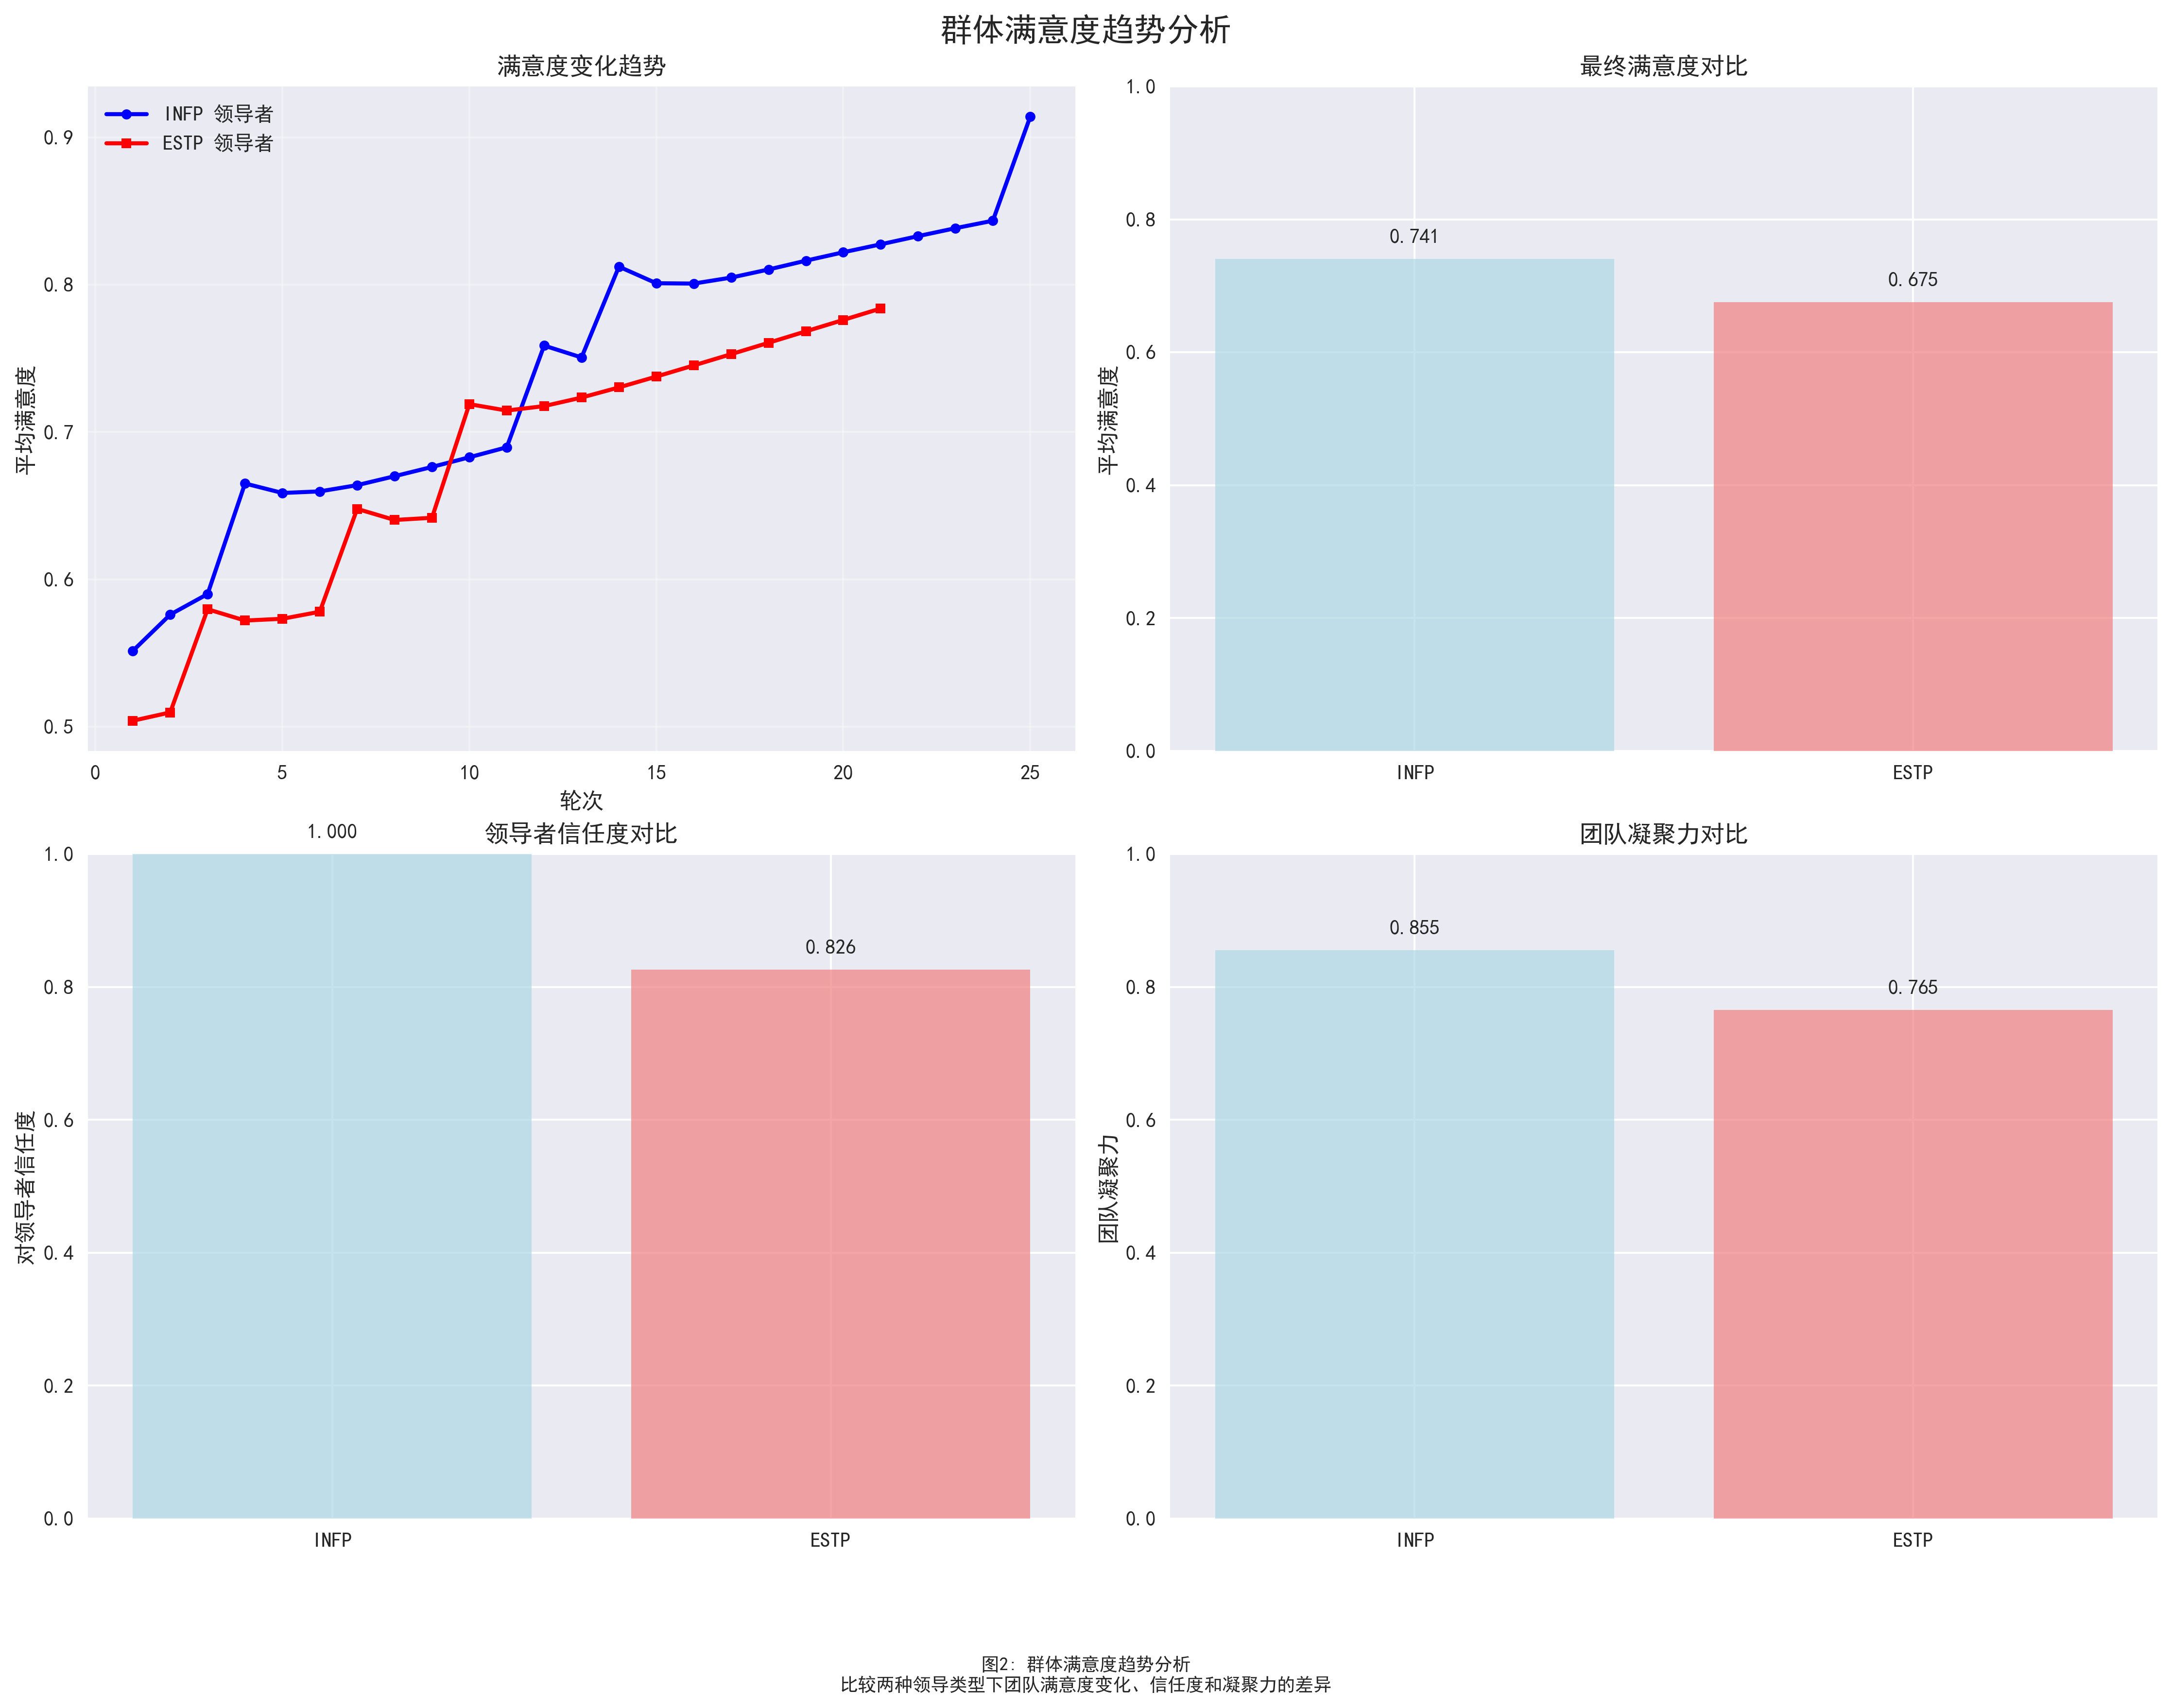 群体满意度趋势分析
满意度变化趋势
INFP 领导者
ESTP 领导者
平均满意度
0.9
0.8
0.7
0.6
0.5
0
5
10
15
20
25
轮次
最终满意度对比
平均满意度
1.0
0.8
0.6
0.4
0.2
0.0
0.741
0.675
INFP
ESTP
领导者信任度对比
对领导者信任度
1.0
0.8
0.6
0.4
0.2
0.0
1.000
0.826
INFP
ESTP
团队凝聚力对比
团队凝聚力
1.0
0.8
0.6
0.4
0.2
0.0
0.855
0.765
INFP
ESTP
图2: 群体满意度趋势分析
比较两种领导类型下团队满意度变化、信任度和凝聚力的差异